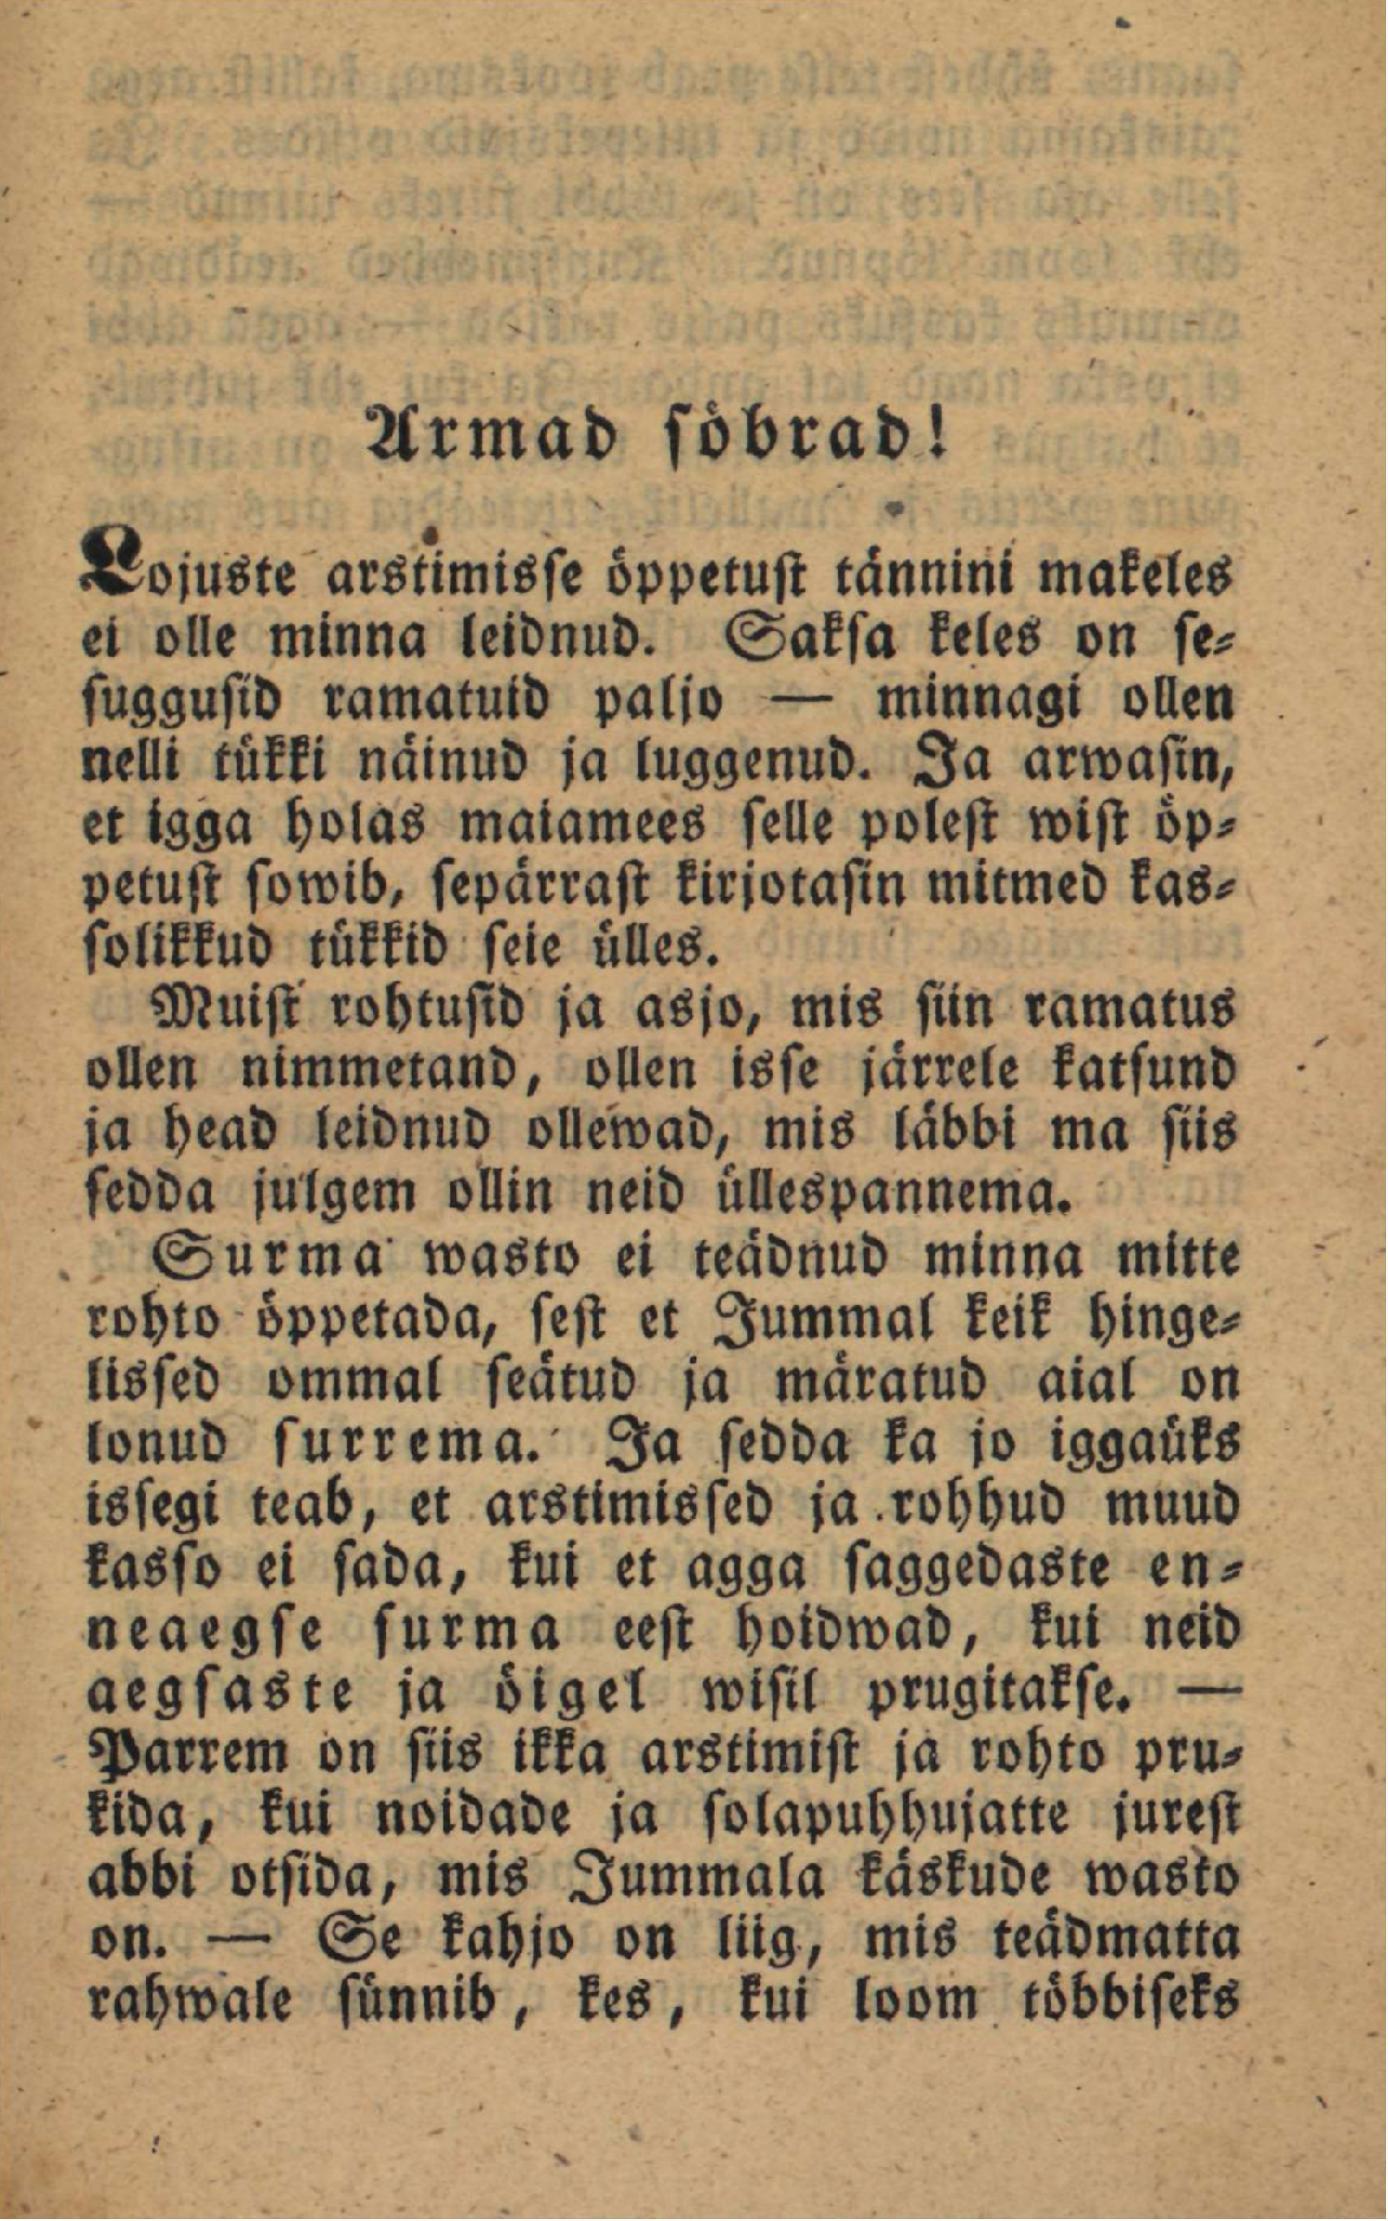 Armad söbrad!
Lojuste arstimisse öppetust tännini makeles
ei olle minna leidnud. Saksa keles on se-
suggusid ramatuid paljo — minnagi ollen
nelli tükki näinud ja luggenud. Ja arwasin,
et igga holas maiamees selle polest wist öp-
petust sowib, sepärrast kirjotasin mitmed kas-
solikkud tükkid seie ülles.
Muist rohtusid ja asjo, mis siin ramatus
ollen nimmetand, ollen isse järrele katsund
ja head leidnud ollewad, mis läbbi ma siis
sedda julgem ollin neid üllespannema.
Surma wasto ei teädnud minna mitte
rohto öppetada, sest et Jummal keik hinge-
lissed ommal seätud ja märatud aial on
lonud surrema. Ja sedda ka jo iggaüks
issegi teab, et arstimissed ja rohhud muud
kasso ei sada, kui et agga saggedaste en-
neaegse surma eest hoidwad, kui neid
aegsaste ja öigel wisil prugitakse. —
Parrem on siis ikka arstimist ja rohto pru-
kida, kui noidade ja solapuhhujatte jurest
abbi otsida, mis Jummala käskude wasto
on. — Se kahjo on liig, mis teädmatta
rahwale sünnib, kes, kui loom többiseks